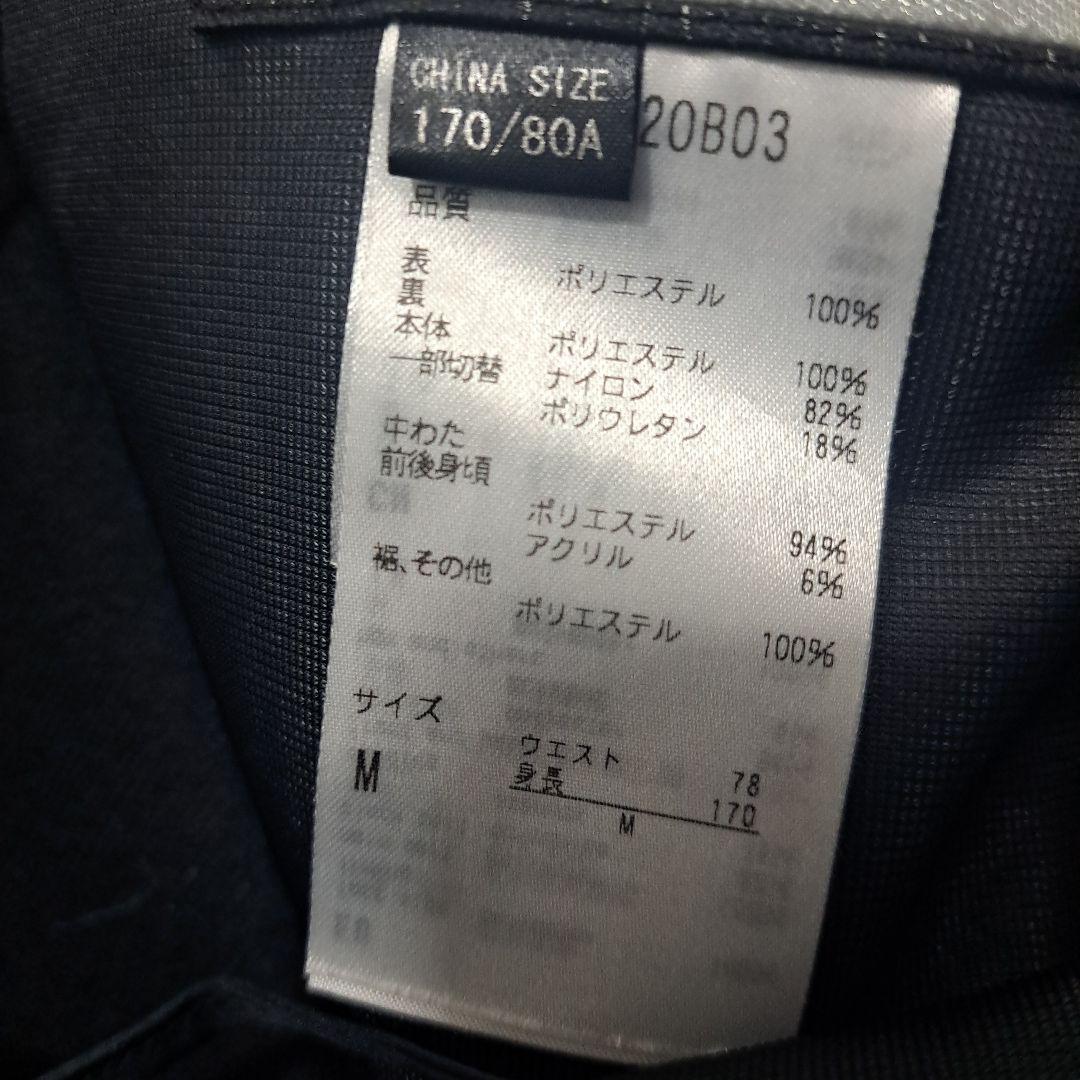 CHINA SIZE
170/80A
20B03
品質
表 ポリエステル 100%
裏
本体 ポリエステル 100%
一部切替 ナイロン 82%
ポリウレタン 18%
中わた
前後身頃
ポリエステル 94%
アクリル 6%
裾、その他
ポリエステル 100%
サイズ
M
ウエスト 78
身長 170
M